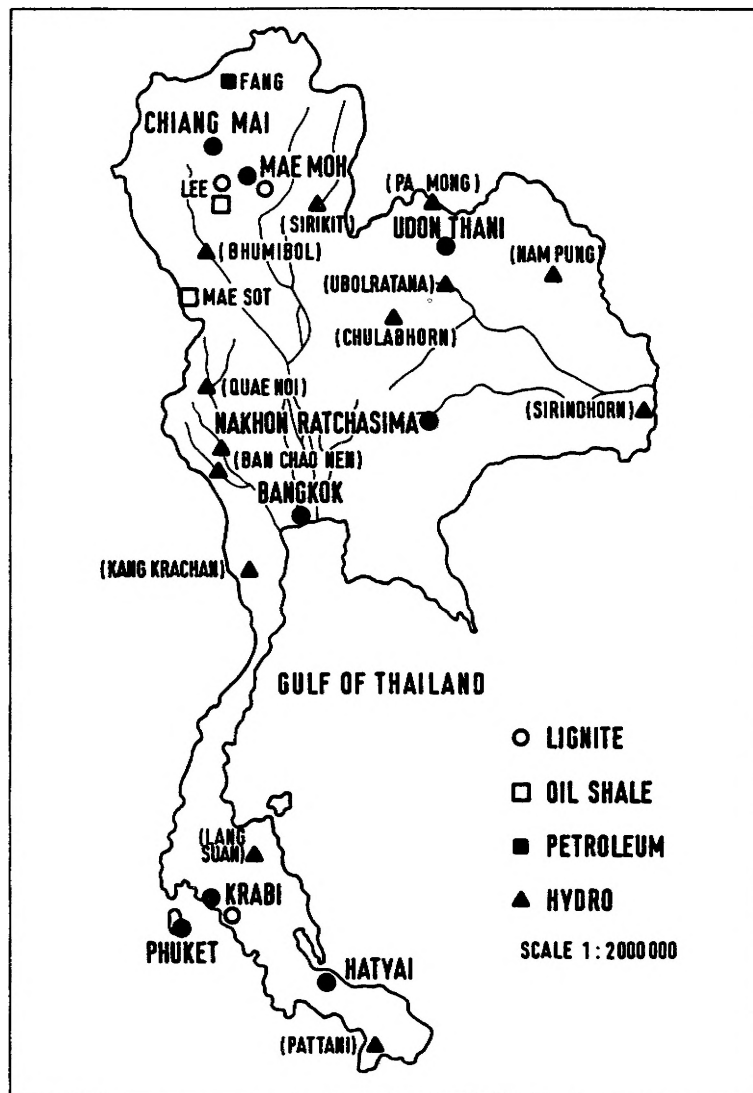 FANG
CHIANG MAI
MAE MOH
LEE
(PA MONG)
(SIRIKIT)
UDON THANI
(BHUMIBOL)
(NAM PUNG)
(UBOLRATANA)
MAE SOT
(CHULABHORN)
(QUAE NOI)
(SIRINDHORN)
NAKHON RATCHASIMA
(BAN CHAO NEN)
BANGKOK
(KANG KRACHAN)
GULF OF THAILAND
LIGNITE
OIL SHALE
PETROLEUM
HYDRO
SCALE 1:2000000
(LANG
SUAN)
KRABI
PHUKET
HATYAI
(PATTANI)